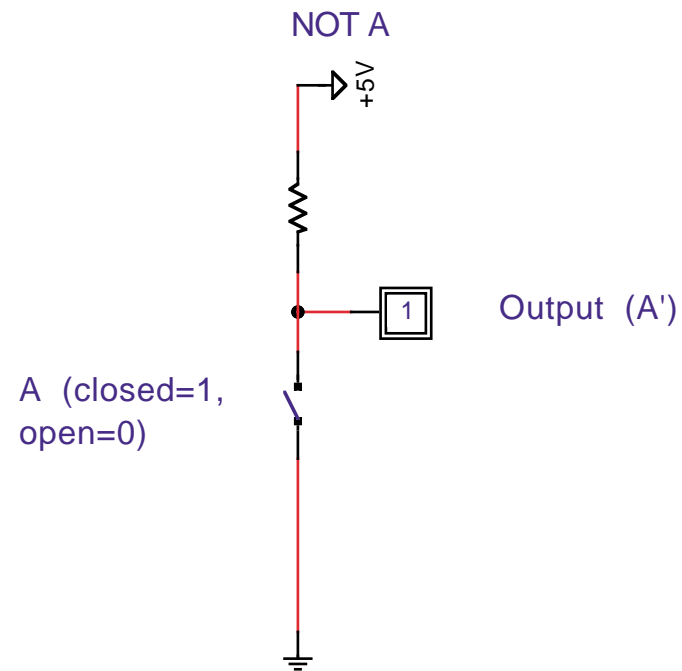 NOT A
+5V
1
Output (A')
A (closed=1,
open=0)